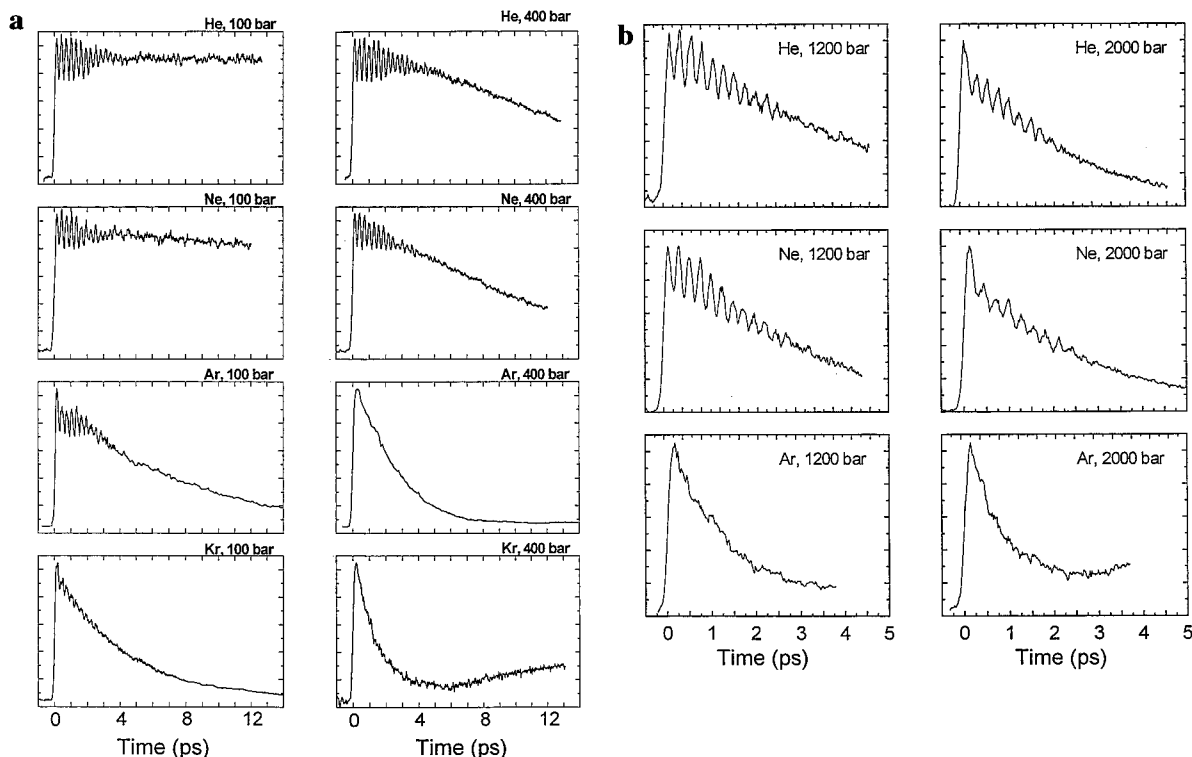 a
He, 100 bar
He, 400 bar
Ne, 100 bar
Ne, 400 bar
Ar, 100 bar
Ar, 400 bar
Kr, 100 bar
Kr, 400 bar
0 4 8 12
0 4 8 12
Time (ps)
Time (ps)
b
He, 1200 bar
He, 2000 bar
Ne, 1200 bar
Ne, 2000 bar
Ar, 1200 bar
Ar, 2000 bar
0 1 2 3 4 5
0 1 2 3 4 5
Time (ps)
Time (ps)